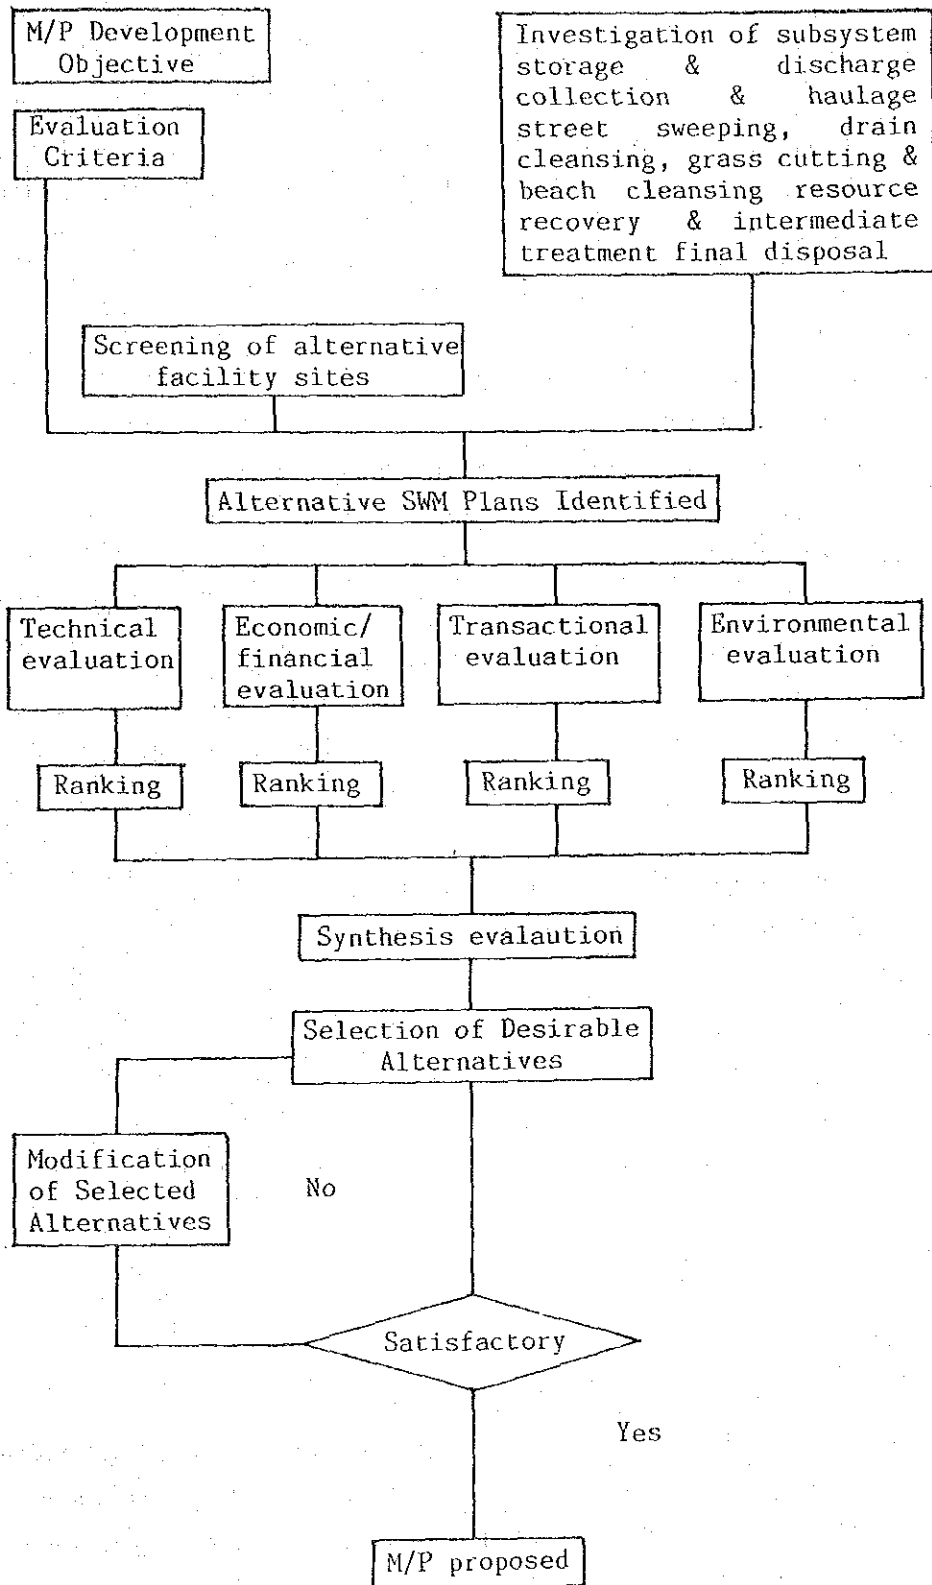 M/P Development
Objective
Investigation of subsystem
storage & discharge
collection & haulage
street sweeping, drain
cleansing, grass cutting &
beach cleansing resource
recovery & intermediate
treatment final disposal
Evaluation
Criteria
Screening of alternative
facility sites
Alternative SWM Plans Identified
Technical
evaluation
Economic/
financial
evaluation
Transactional
evaluation
Environmental
evaluation
Ranking
Ranking
Ranking
Ranking
Synthesis evalaution
Selection of Desirable
Alternatives
Modification
of Selected
Alternatives
No
Satisfactory
Yes
M/P proposed